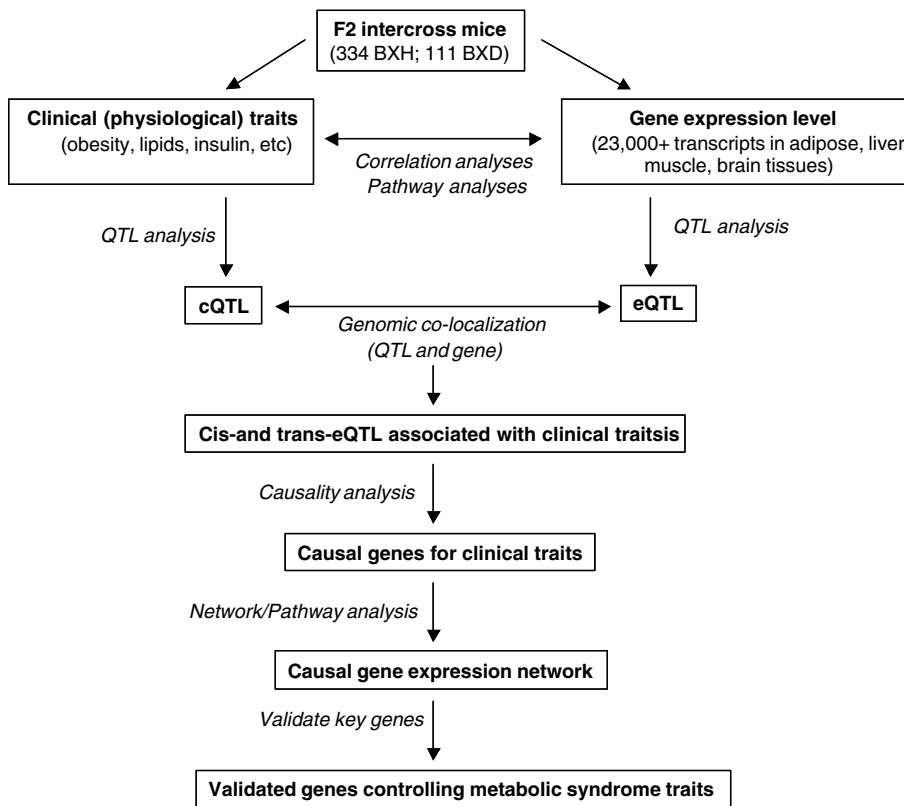 F2 intercross mice
(334 BXH; 111 BXD)
Clinical (physiological) traits
(obesity, lipids, insulin, etc)
Gene expression level
(23,000+ transcripts in adipose, liver
muscle, brain tissues)
Correlation analyses
Pathway analyses
QTL analysis
QTL analysis
cQTL
eQTL
Genomic co-localization
(QTL and gene)
Cis-and trans-eQTL associated with clinical traitsis
Causality analysis
Causal genes for clinical traits
Network/Pathway analysis
Causal gene expression network
Validate key genes
Validated genes controlling metabolic syndrome traits